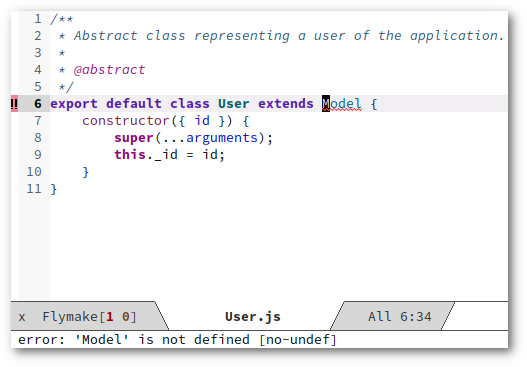 1 /**
2  * Abstract class representing a user of the application.
3  *
4  * @abstract
5  */
!! 6 export default class User extends Model {
7     constructor({ id }) {
8         super(...arguments);
9         this._id = id;
10     }
11 }
x Flymake[1 0] User.js All 6:34
error: 'Model' is not defined [no-undef]